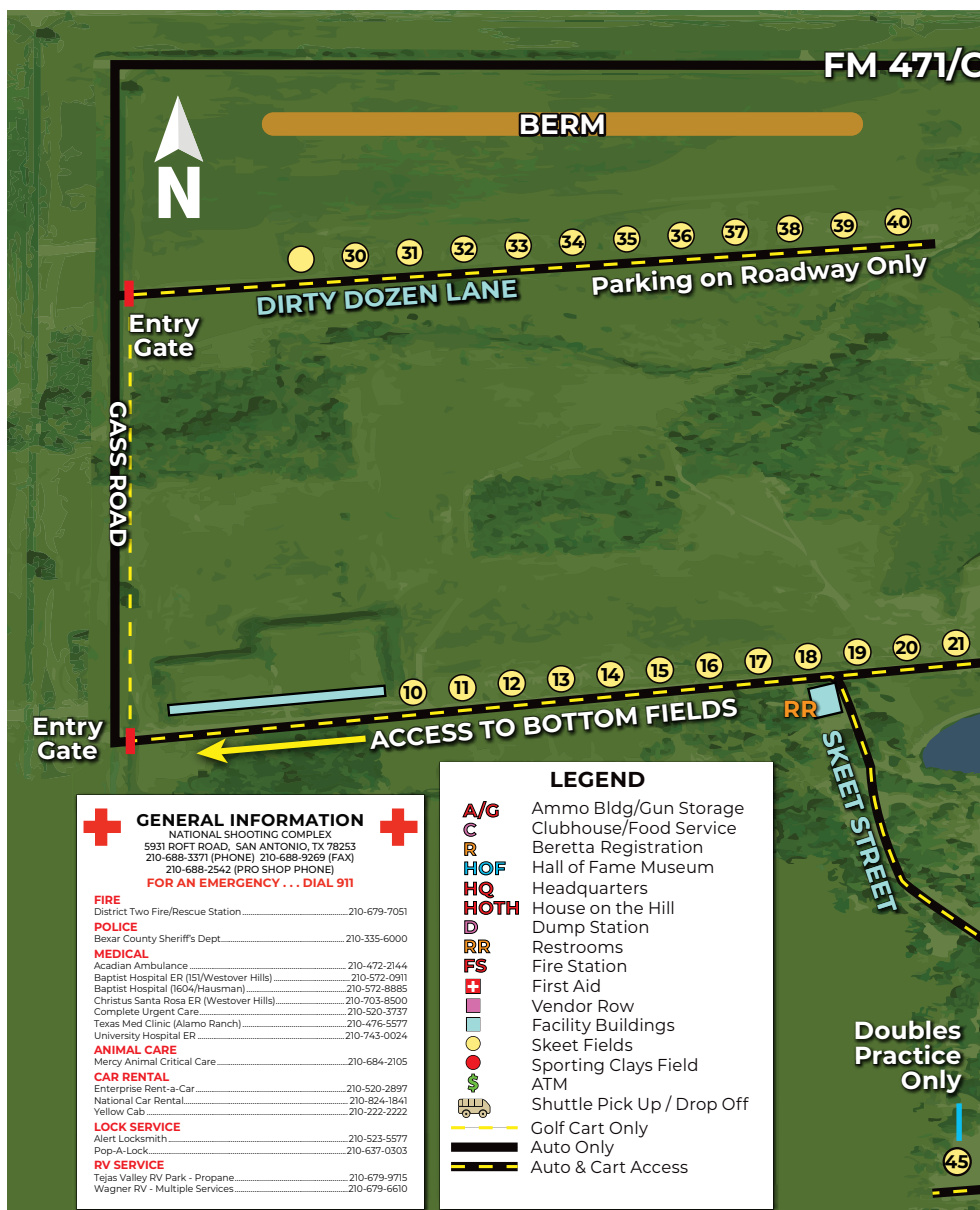 FM 471/C
BERM
N
30
31
32
33
34
35
36
37
38
39
40
DIRTY DOZEN LANE
Parking on Roadway Only
Entry
Gate
GASS ROAD
10
11
12
13
14
15
16
17
18
19
20
21
RR
ACCESS TO BOTTOM FIELDS
Entry
Gate
SKEET STREET
GENERAL INFORMATION
NATIONAL SHOOTING COMPLEX
5931 ROFT ROAD, SAN ANTONIO, TX 78253
210-688-3371 (PHONE) 210-688-9269 (FAX)
210-688-2542 (PRO SHOP PHONE)
FOR AN EMERGENCY . . . DIAL 911
FIRE
District Two Fire/Rescue Station 210-679-7051
POLICE
Bexar County Sheriff's Dept. 210-335-6000
MEDICAL
Acadian Ambulance 210-472-2144
Baptist Hospital ER (151/Westover Hills) 210-572-0911
Baptist Hospital (1604/Hausman) 210-572-8885
Christus Santa Rosa ER (Westover Hills) 210-703-8500
Complete Urgent Care 210-520-3737
Texas Med Clinic (Alamo Ranch) 210-476-5577
University Hospital ER 210-743-0024
ANIMAL CARE
Mercy Animal Critical Care 210-684-2105
CAR RENTAL
Enterprise Rent-a-Car 210-520-2897
National Car Rental 210-824-1841
Yellow Cab 210-222-2222
LOCK SERVICE
Alert Locksmith 210-523-5577
Pop-A-Lock 210-637-0303
RV SERVICE
Tejas Valley RV Park - Propane 210-679-9715
Wagner RV - Multiple Services 210-679-6610
LEGEND
A/G Ammo Bldg/Gun Storage
C Clubhouse/Food Service
R Beretta Registration
HOF Hall of Fame Museum
HQ Headquarters
HOTH House on the Hill
D Dump Station
RR Restrooms
FS Fire Station
First Aid
Vendor Row
Facility Buildings
Skeet Fields
Sporting Clays Field
$ ATM
Shuttle Pick Up / Drop Off
Golf Cart Only
Auto Only
Auto & Cart Access
Doubles
Practice
Only
45